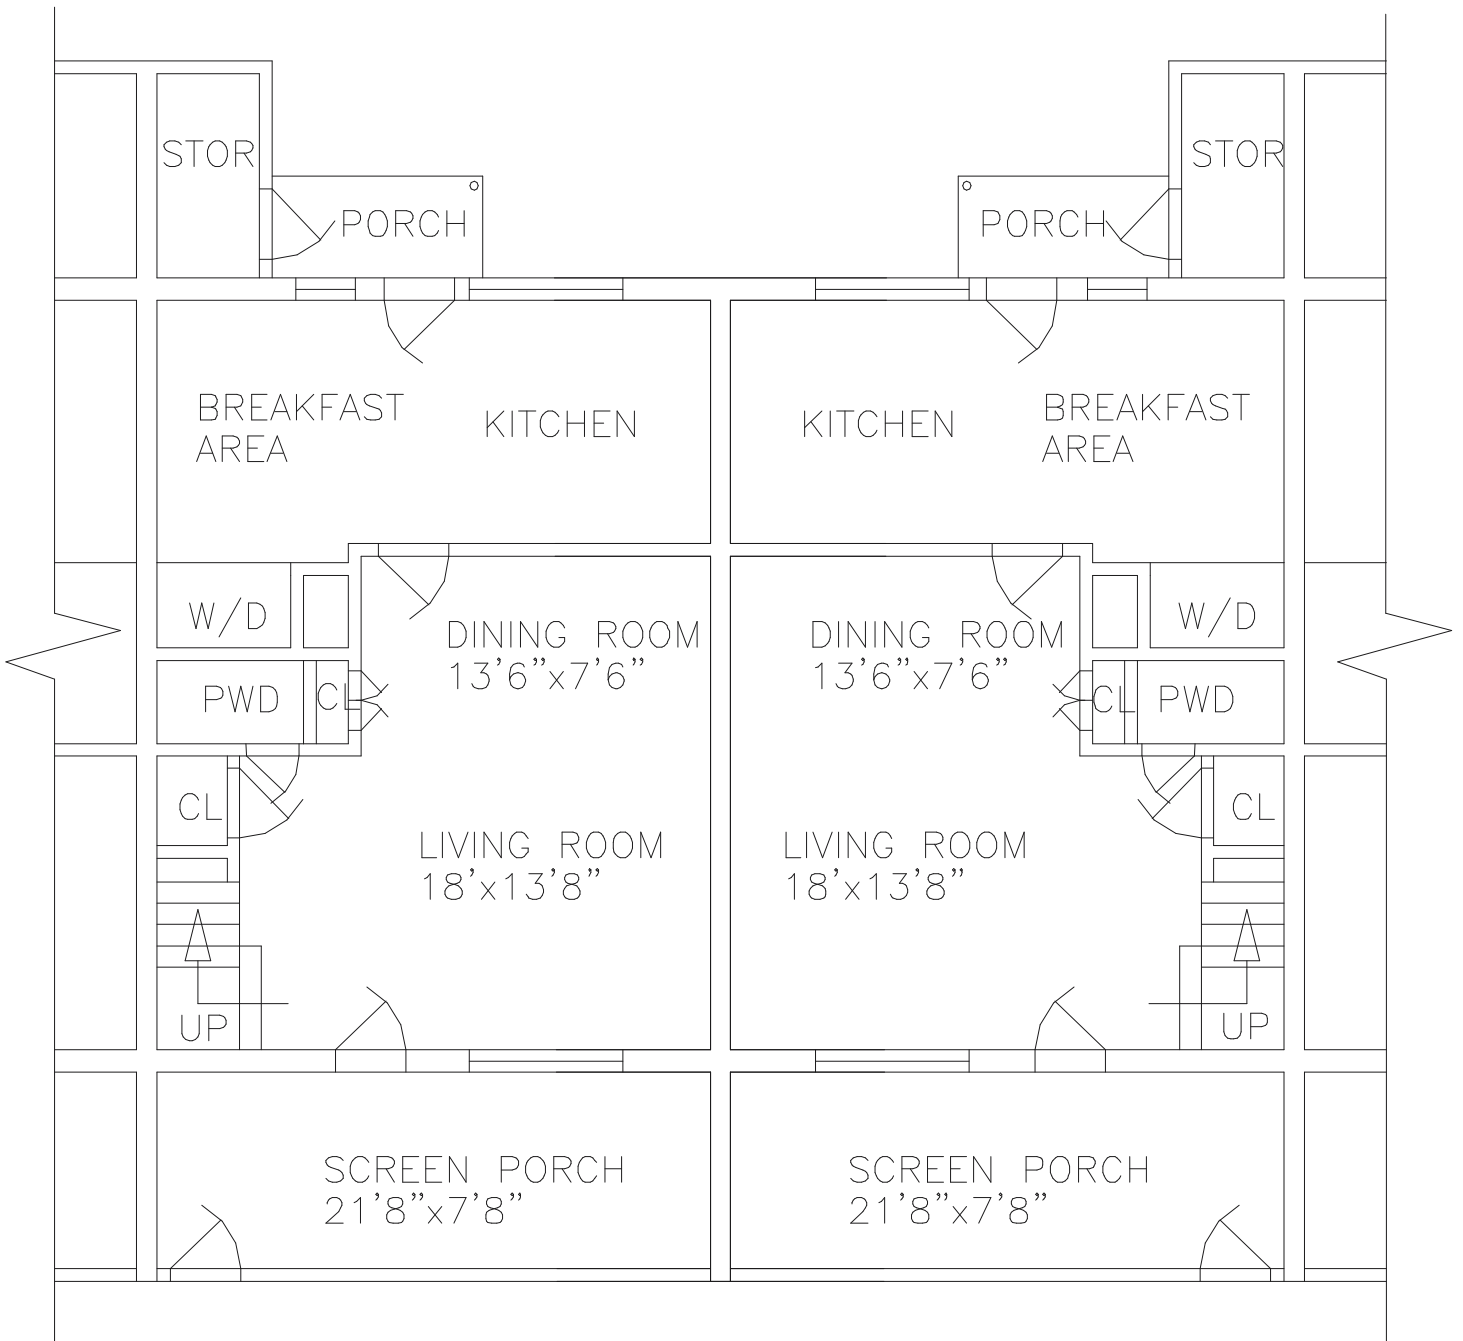 STOR
STOR
PORCH
PORCH
BREAKFAST
AREA
KITCHEN
KITCHEN
BREAKFAST
AREA
W/D
DINING ROOM
13'6"x7'6"
DINING ROOM
13'6"x7'6"
W/D
PWD
CL
CL
PWD
CL
LIVING ROOM
18'x13'8"
LIVING ROOM
18'x13'8"
CL
UP
UP
SCREEN PORCH
21'8"x7'8"
SCREEN PORCH
21'8"x7'8"